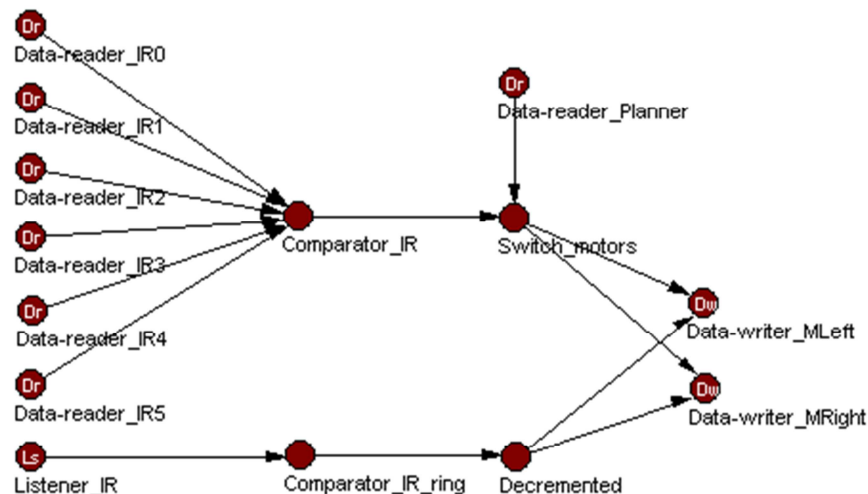 Dr
Data-reader_IR0
Dr
Data-reader_IR1
Dr
Data-reader_IR2
Dr
Data-reader_IR3
Dr
Data-reader_IR4
Dr
Data-reader_IR5
Ls
Listener_IR
Comparator_IR
Comparator_IR_ring
Dr
Data-reader_Planner
Switch_motors
Decremented
Dw
Data-writer_MLeft
Dw
Data-writer_MRight